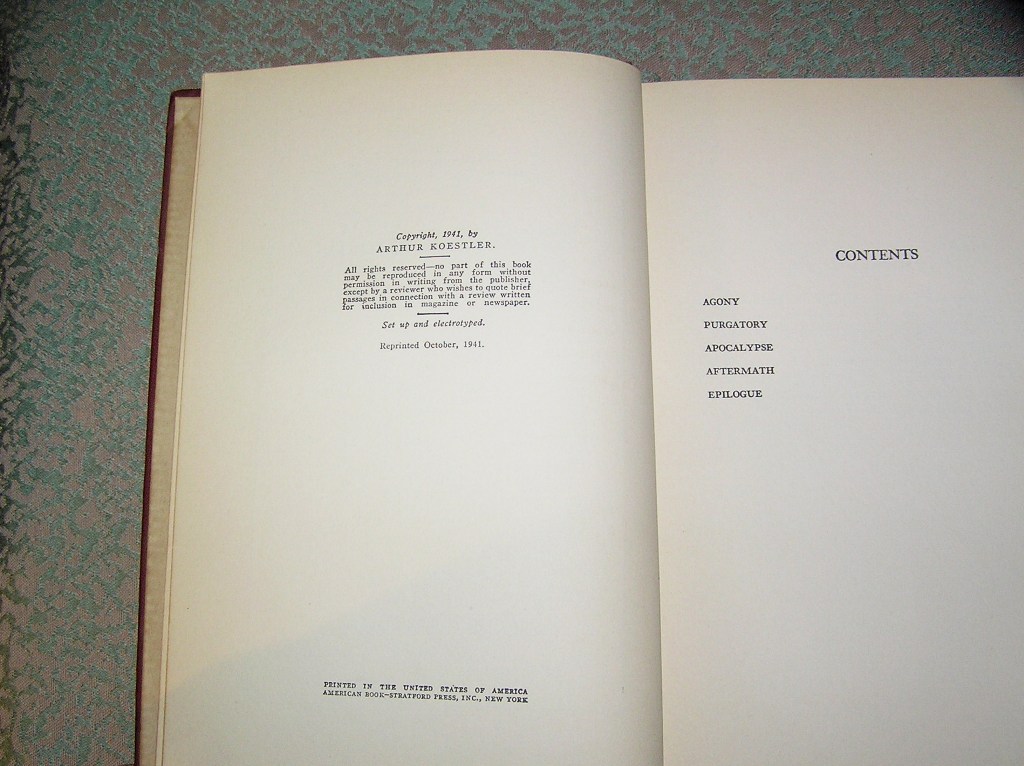 Copyright, 1941, by
ARTHUR KOESTLER.
All rights reserved—no part of this book
may be reproduced in any form without
permission in writing from the publisher,
except by a reviewer who wishes to quote brief
passages in connection with a review written
for inclusion in magazine or newspaper.
Set up and electrotyped.
Reprinted October, 1941.
PRINTED IN THE UNITED STATES OF AMERICA
AMERICAN BOOK—STRATFORD PRESS, INC., NEW YORK
CONTENTS
AGONY
PURGATORY
APOCALYPSE
AFTERMATH
EPILOGUE